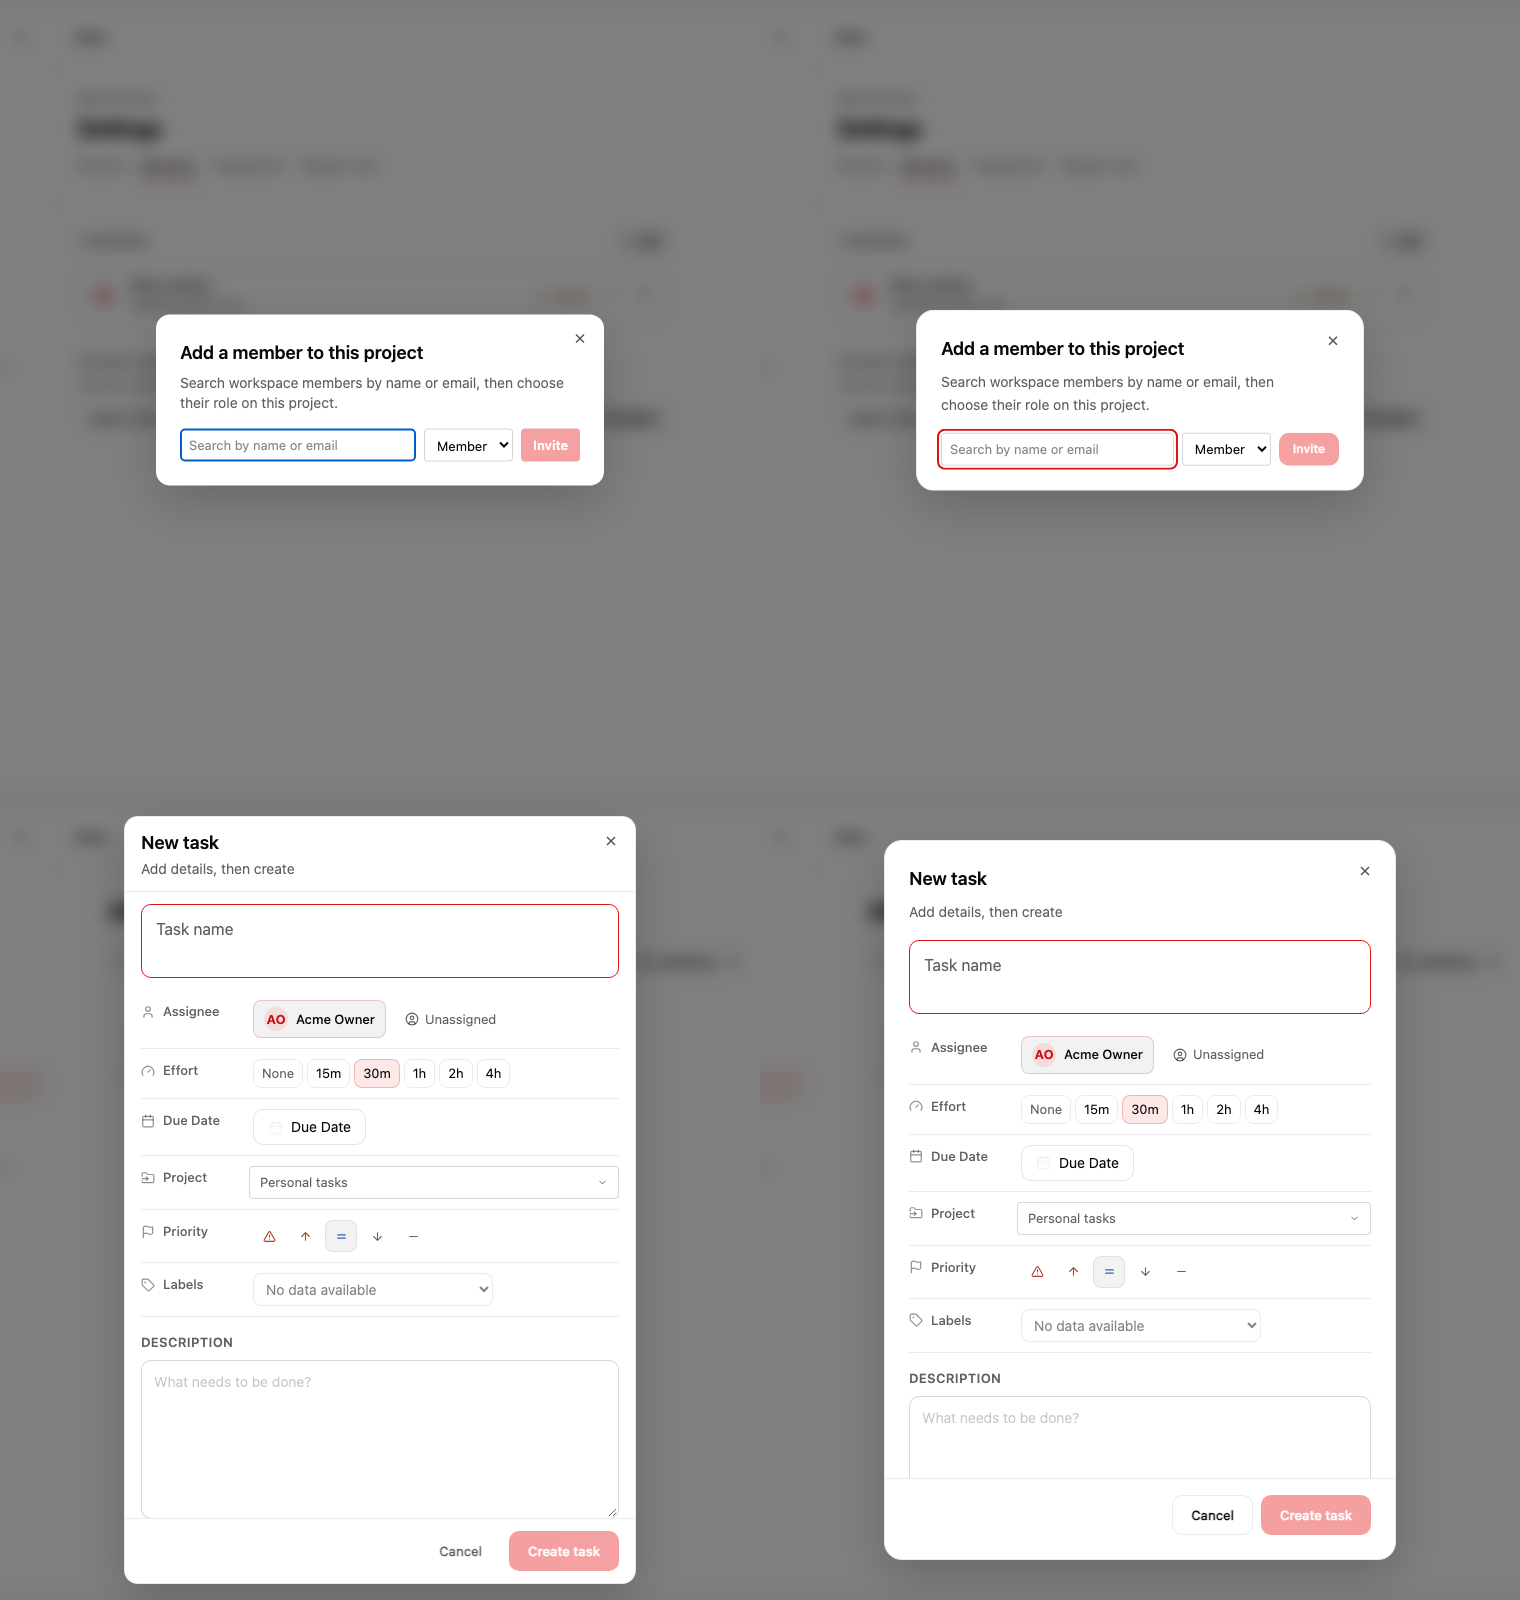 Settings
Settings
Add a member to this project
Search workspace members by name or email, then choose
their role on this project.
Search by name or email
Member
Invite
Add a member to this project
Search workspace members by name or email, then
choose their role on this project.
Search by name or email
Member
Invite
New task
Add details, then create
Task name
Assignee
AO Acme Owner
Unassigned
Effort
None 15m 30m 1h 2h 4h
Due Date
Due Date
Project
Personal tasks
Priority
Labels
No data available
DESCRIPTION
What needs to be done?
Cancel
Create task
New task
Add details, then create
Task name
Assignee
AO Acme Owner
Unassigned
Effort
None 15m 30m 1h 2h 4h
Due Date
Due Date
Project
Personal tasks
Priority
Labels
No data available
DESCRIPTION
What needs to be done?
Cancel
Create task